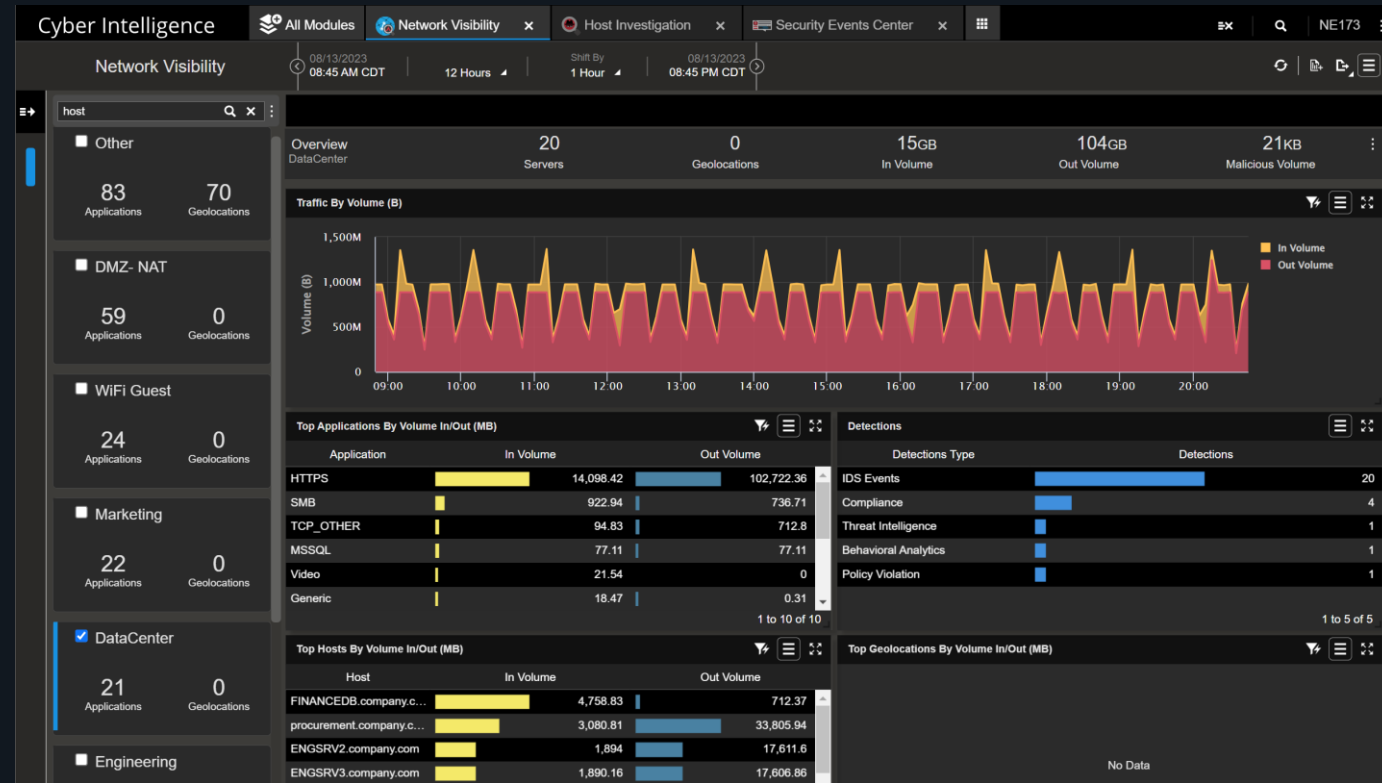 Cyber Intelligence
All Modules
Network Visibility
Host Investigation
Security Events Center
NE173
Network Visibility
08/13/2023
08:45 AM CDT
12 Hours
Shift By
1 Hour
08/13/2023
08:45 PM CDT
host
Other
83
70
Applications
Geolocations
DMZ- NAT
59
0
Applications
Geolocations
WiFi Guest
24
0
Applications
Geolocations
Marketing
22
0
Applications
Geolocations
DataCenter
21
0
Applications
Geolocations
Engineering
Overview
DataCenter
20
Servers
0
Geolocations
15GB
In Volume
104GB
Out Volume
21KB
Malicious Volume
Traffic By Volume (B)
Volume (B)
1,500M
1,000M
500M
0
09:00 10:00 11:00 12:00 13:00 14:00 15:00 16:00 17:00 18:00 19:00 20:00
In Volume
Out Volume
Top Applications By Volume In/Out (MB)
Application In Volume Out Volume
HTTPS 14,098.42 102,722.36
SMB 922.94 736.71
TCP_OTHER 94.83 712.8
MSSQL 77.11 77.11
Video 21.54 0
Generic 18.47 0.31
1 to 10 of 10
Detections
Detections Type Detections
IDS Events 20
Compliance 4
Threat Intelligence 1
Behavioral Analytics 1
Policy Violation 1
1 to 5 of 5
Top Hosts By Volume In/Out (MB)
Host In Volume Out Volume
FINANCEDB.company.c... 4,758.83 712.37
procurement.company.c... 3,080.81 33,805.94
ENGSRV2.company.com 1,894 17,611.6
ENGSRV3.company.com 1,890.16 17,606.86
Top Geolocations By Volume In/Out (MB)
No Data